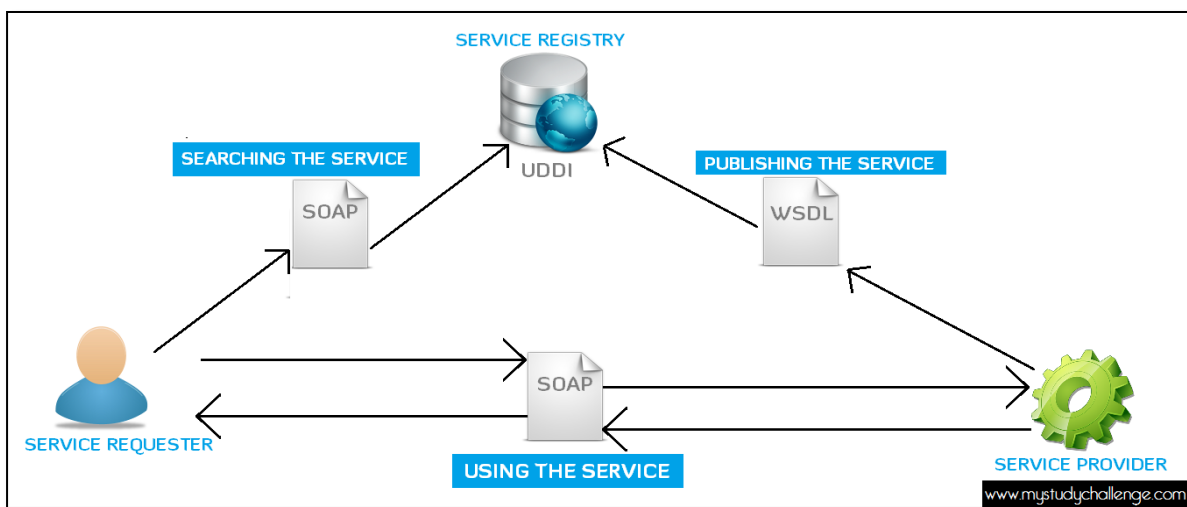 SERVICE REGISTRY
UDDI
SEARCHING THE SERVICE
SOAP
PUBLISHING THE SERVICE
WSDL
SERVICE REQUESTER
SOAP
USING THE SERVICE
SERVICE PROVIDER
www.mystudychallenge.com